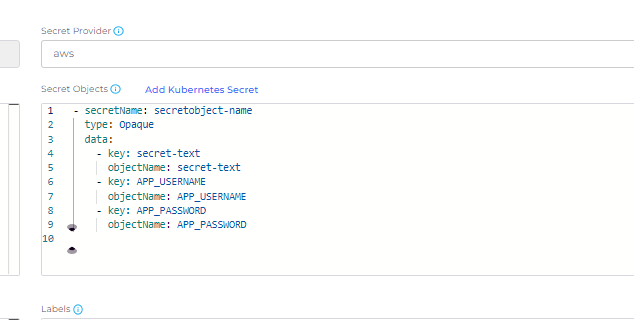 Secret Provider
aws
Secret Objects Add Kubernetes Secret
1 - secretName: secretobject-name
2 type: Opaque
3 data:
4 - key: secret-text
5 objectName: secret-text
6 - key: APP_USERNAME
7 objectName: APP_USERNAME
8 - key: APP_PASSWORD
9 objectName: APP_PASSWORD
10
Labels